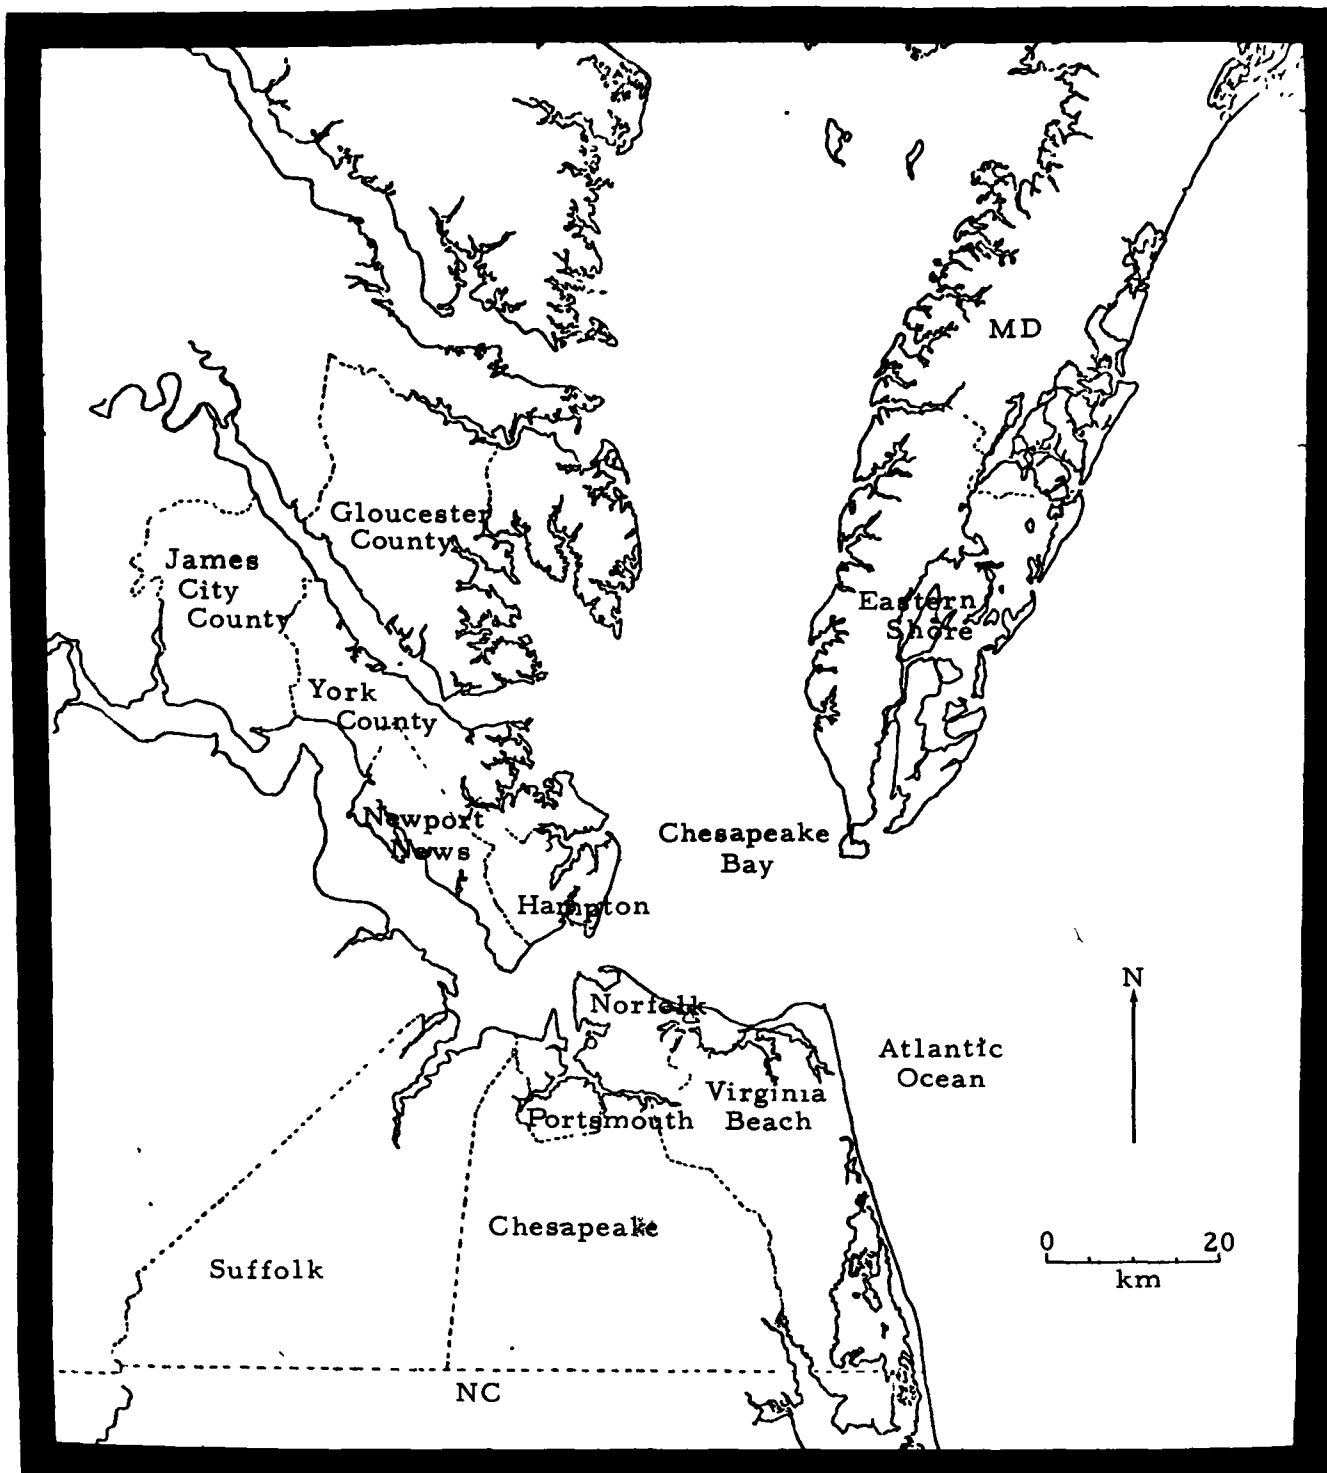 MD
Gloucester
County
James
City
County
Eastern
Shore
York
County
Newport
News
Chesapeake
Bay
Hampton
N
Norfolk
Atlantic
Ocean
Virginia
Beach
Portsmouth
Chesapeake
0 20
km
Suffolk
NC